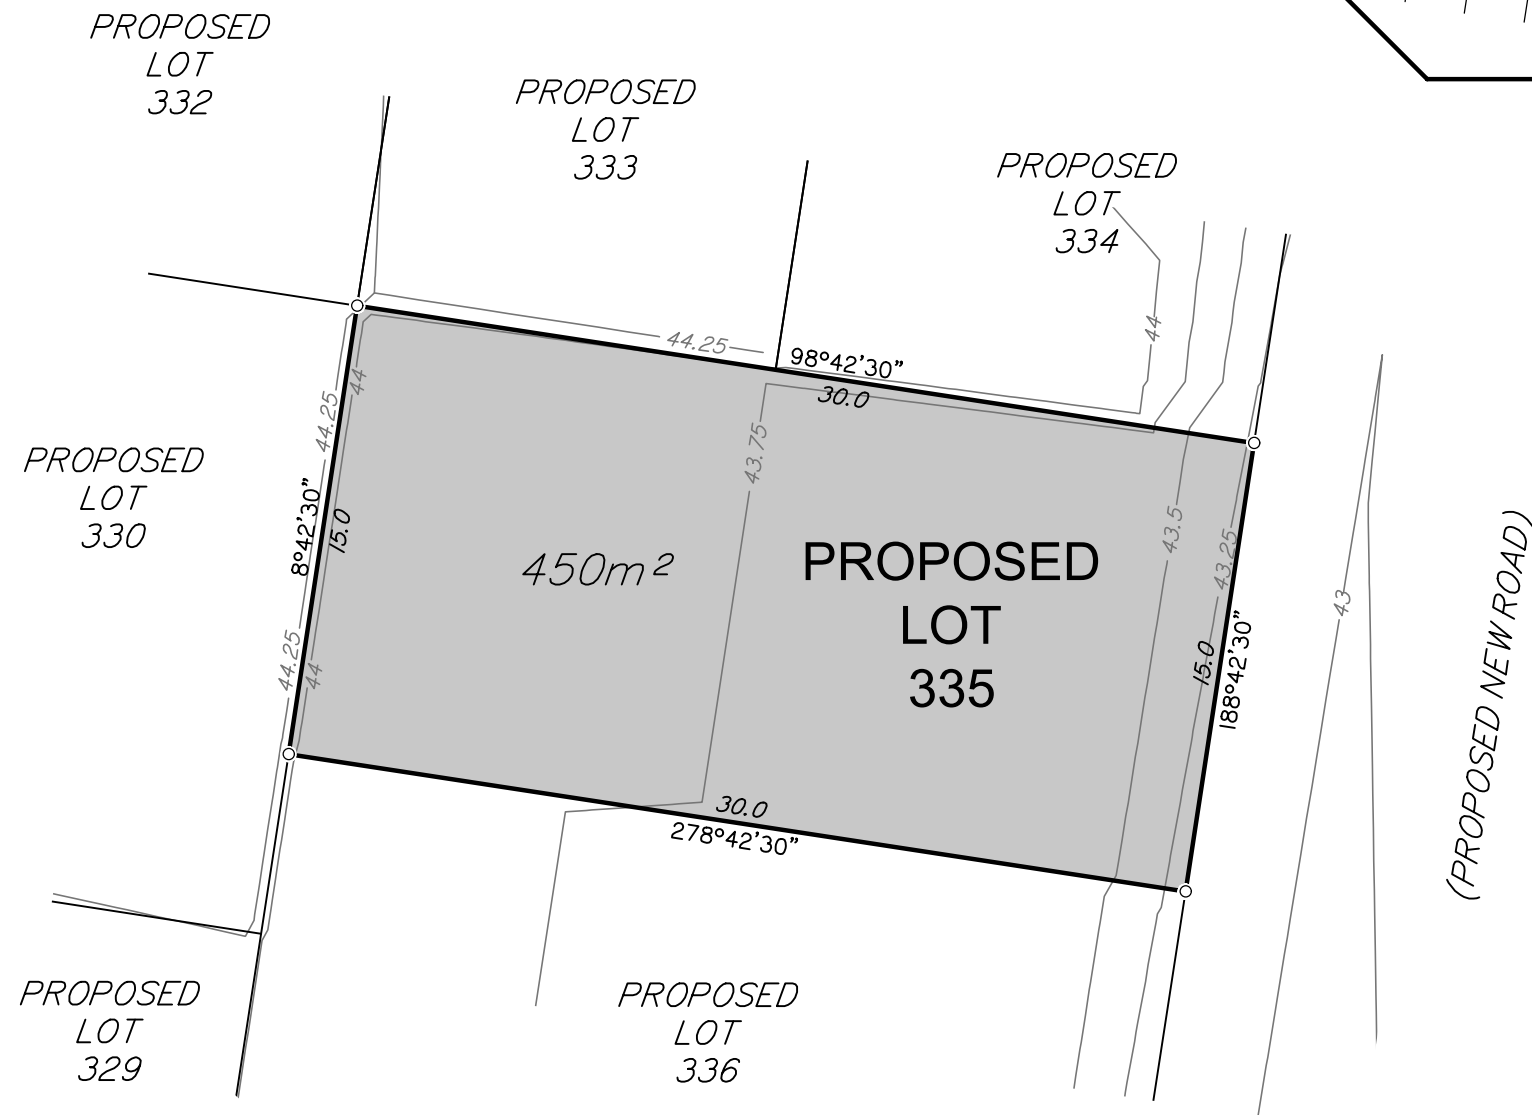 PROPOSED
LOT
332
PROPOSED
LOT
333
PROPOSED
LOT
334
44
44.25
98°42'30"
30.0
44.25
44
43.75
PROPOSED
LOT
330
8°42'30"
15.0
450m²
PROPOSED
LOT
335
43.5
43.25
43
15.0
188°42'30"
(PROPOSED NEW ROAD)
44.25
44
30.0
278°42'30"
PROPOSED
LOT
329
PROPOSED
LOT
336